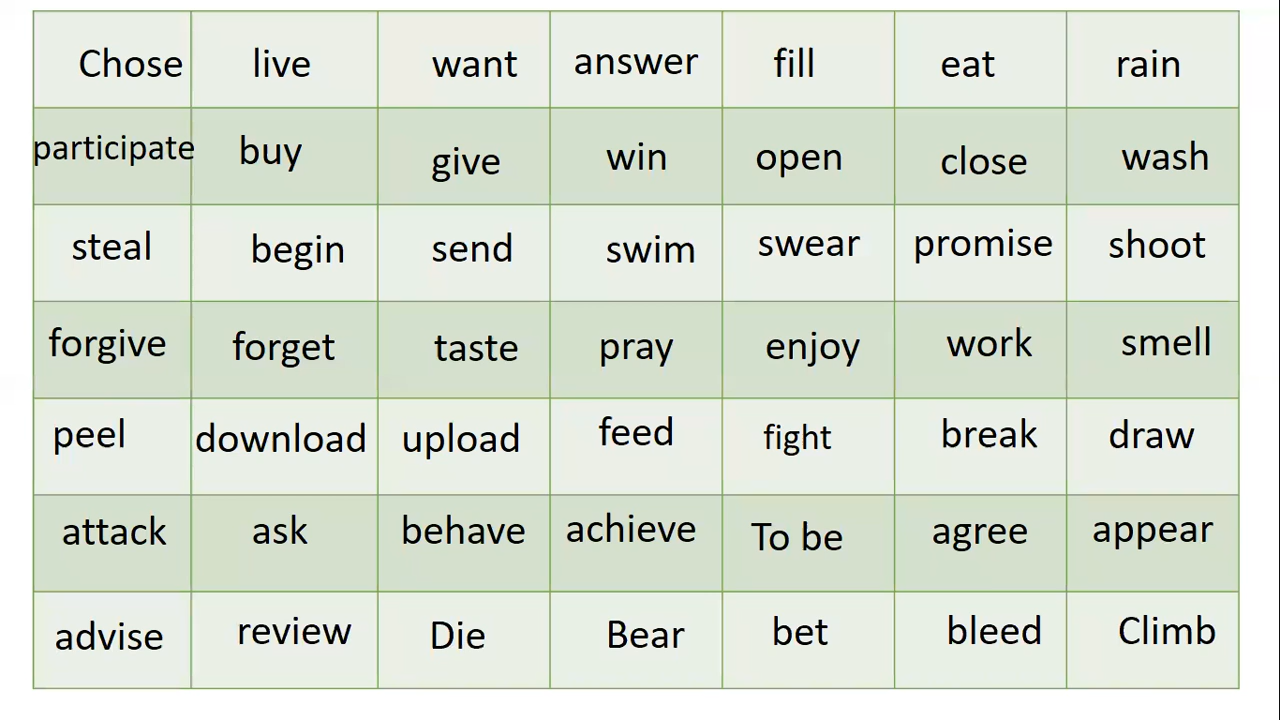 Chose live want answer fill eat rain
participate buy give win open close wash
steal begin send swim swear promise shoot
forgive forget taste pray enjoy work smell
peel download upload feed fight break draw
attack ask behave achieve To be agree appear
advise review Die Bear bet bleed Climb